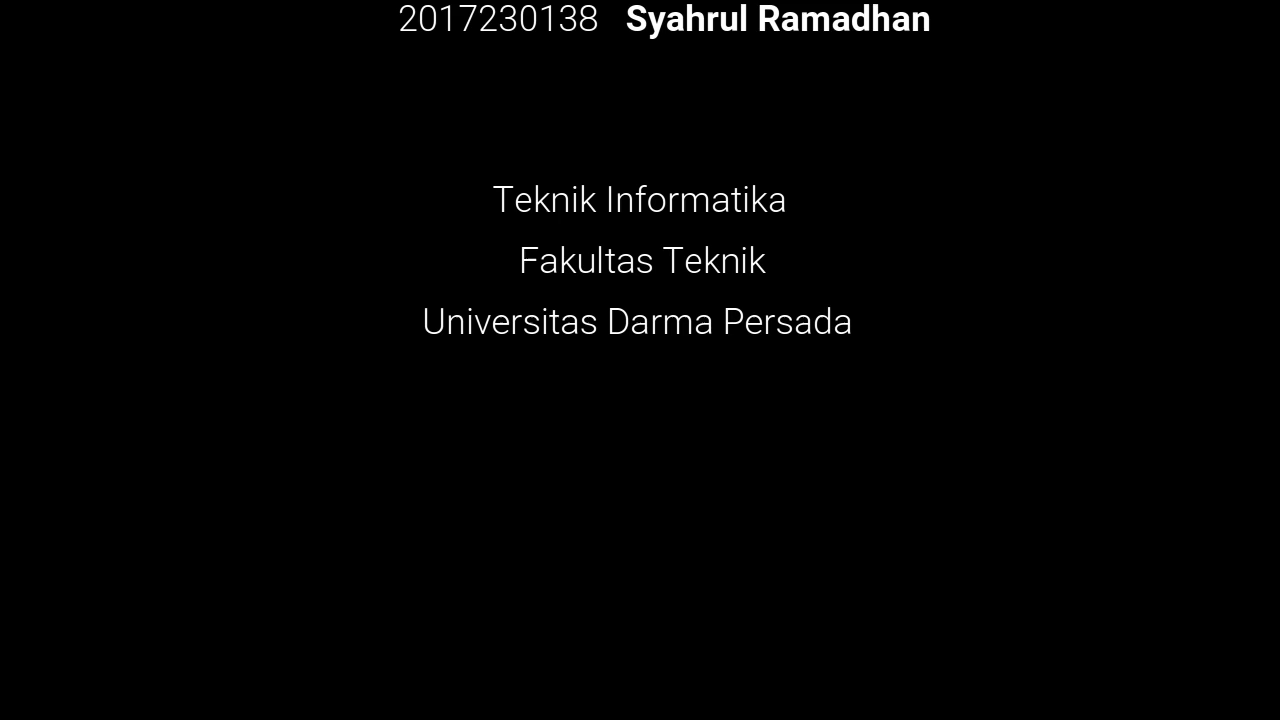 2017230138 Syahrul Ramadhan
Teknik Informatika
Fakultas Teknik
Universitas Darma Persada